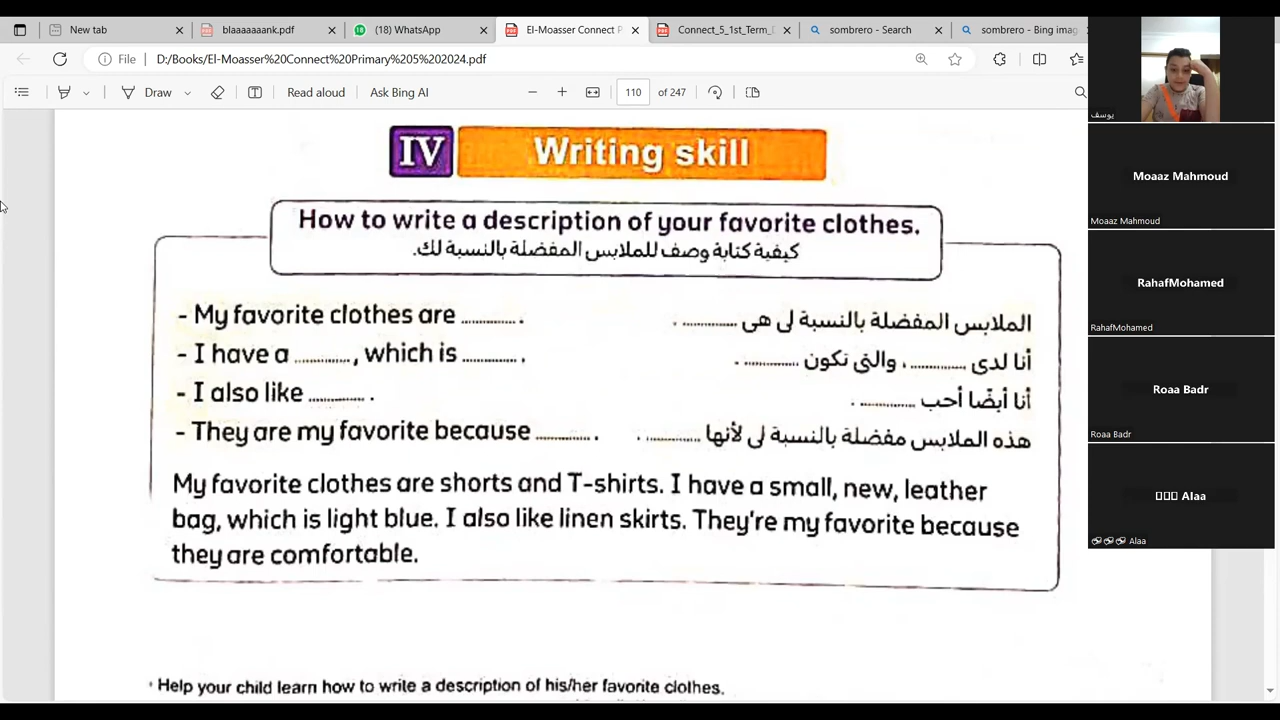 New tab
blaaaaaaank.pdf
(18) WhatsApp
El-Moasser Connect P
Connect_5_1st_Term_
sombrero - Search
sombrero - Bing imag
File
D:/Books/El-Moasser%20Connect%20Primary%205%202024.pdf
Draw
Read aloud
Ask Bing AI
110
of 247
IV
Writing skill
How to write a description of your favorite clothes.
كيفية كتابة وصف للملابس المفضلة بالنسبة لك.
- My favorite clothes are ............ .
الملابس المفضلة بالنسبة لى هى ............ .
- I have a ............, which is ............ .
أنا لدى ............ ، والتى تكون ............ .
- I also like ............ .
أنا أيضًا أحب ............ .
- They are my favorite because ............ .
هذه الملابس مفضلة بالنسبة لى لأنها ............ .
My favorite clothes are shorts and T-shirts. I have a small, new, leather
bag, which is light blue. I also like linen skirts. They're my favorite because
they are comfortable.
Help your child learn how to write a description of his/her favorite clothes.
يوسف
Moaaz Mahmoud
Moaaz Mahmoud
RahafMohamed
RahafMohamed
Roaa Badr
Roaa Badr
Alaa
Alaa